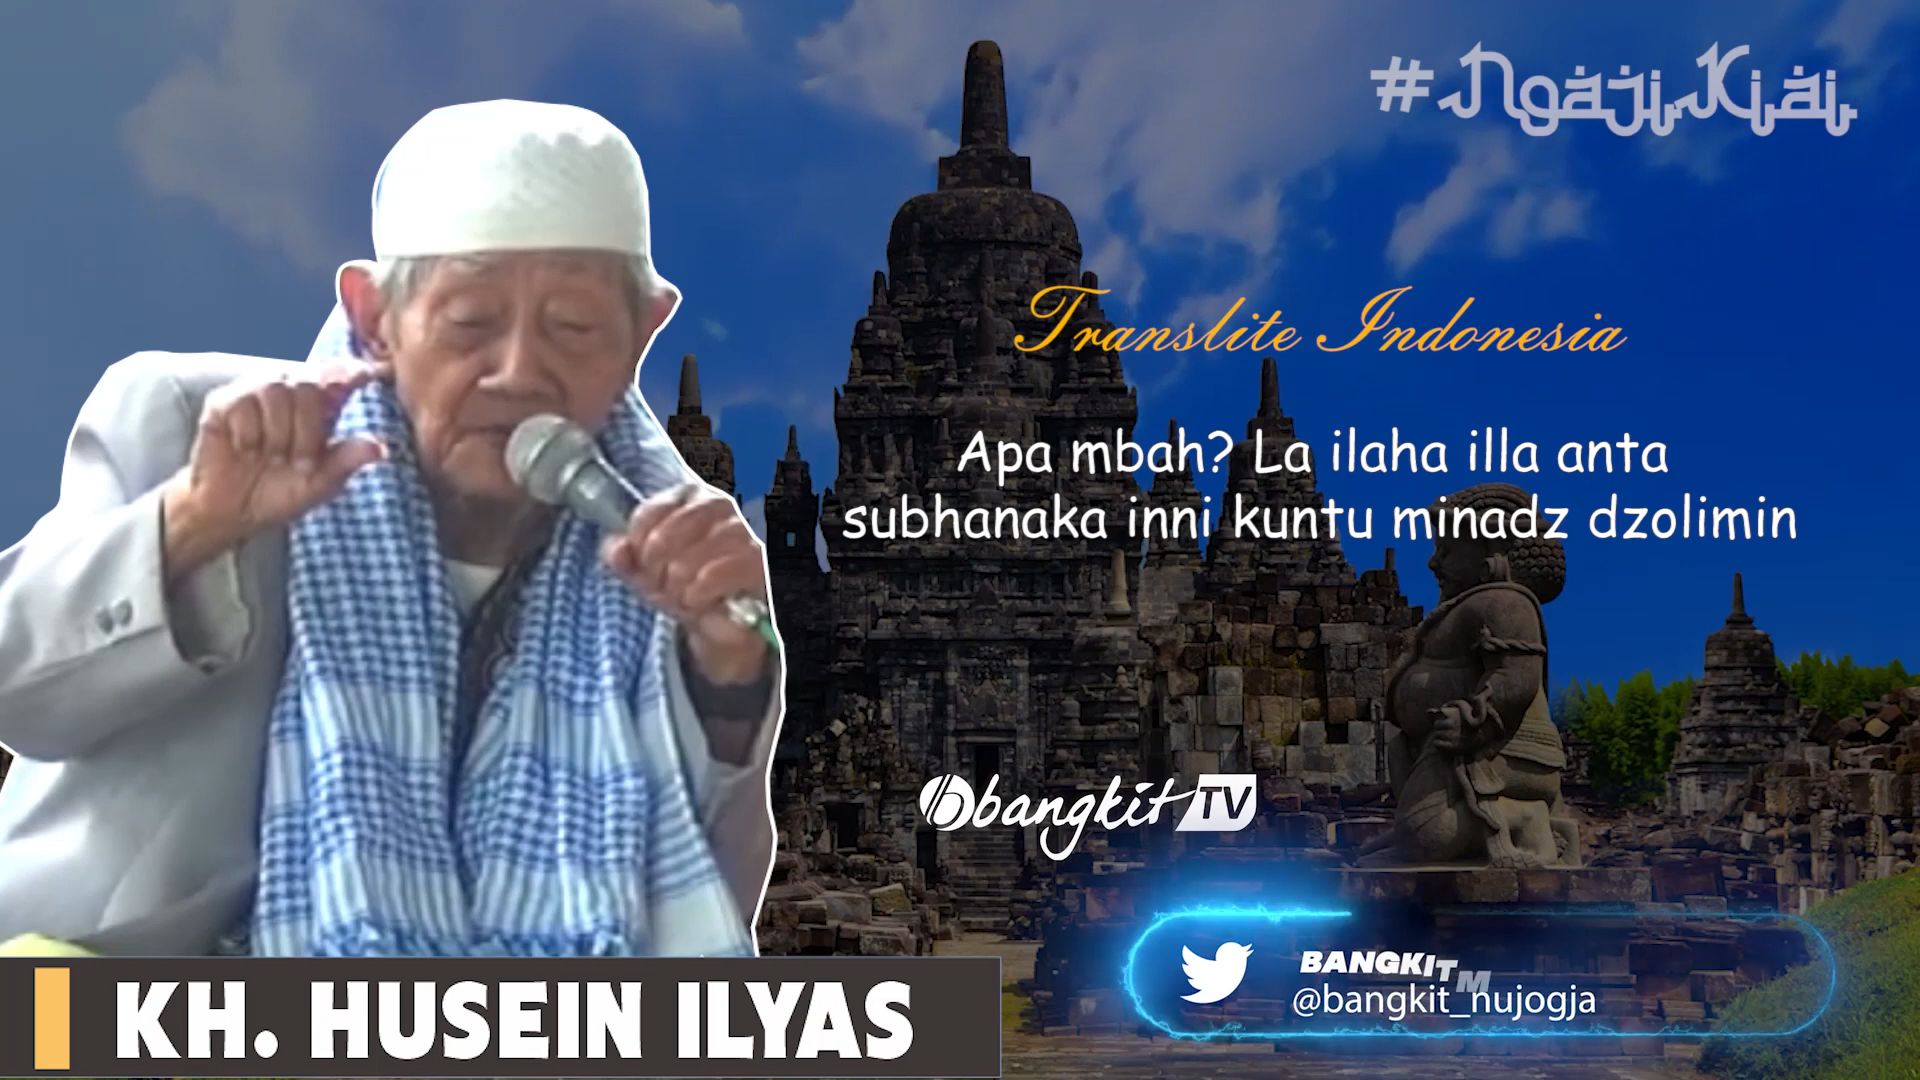 #NgajiKiai
Translite Indonesia
Apa mbah? La ilaha illa anta
subhanaka inni kuntu minadz dzolimin
bangkit TV
BANGKITM
@bangkit_nujogja
KH. HUSEIN ILYAS